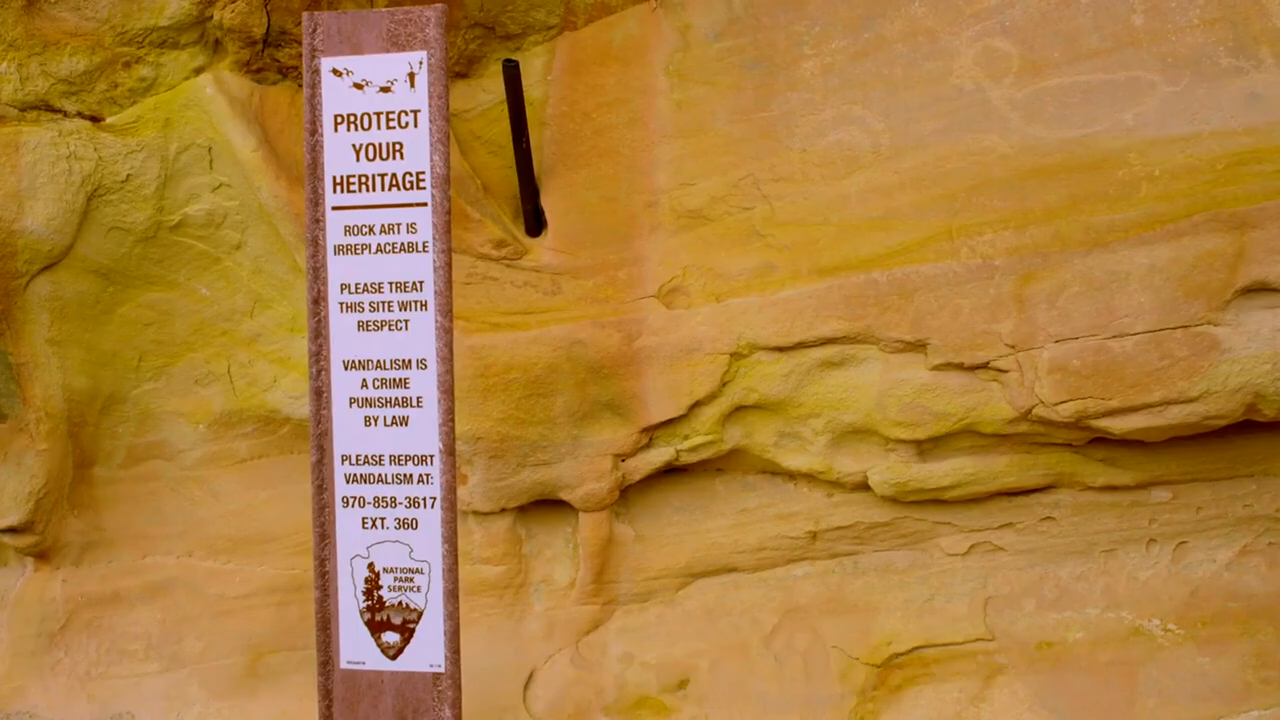 PROTECT
YOUR
HERITAGE
ROCK ART IS
IRREPLACEABLE
PLEASE TREAT
THIS SITE WITH
RESPECT
VANDALISM IS
A CRIME
PUNISHABLE
BY LAW
PLEASE REPORT
VANDALISM AT:
970-858-3617
EXT. 360
NATIONAL
PARK
SERVICE